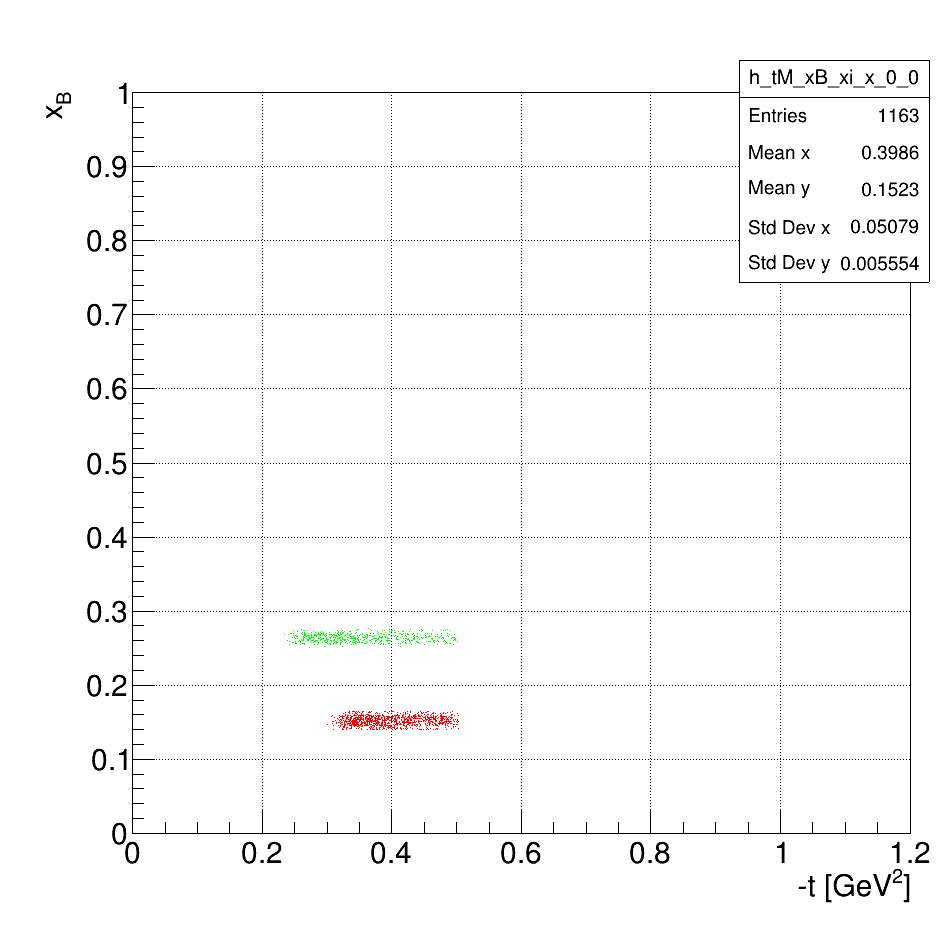 h_tM_xB_xi_x_0_0
Entries 1163
Mean x 0.3986
Mean y 0.1523
Std Dev x 0.05079
Std Dev y 0.005554
x_B
1
0.9
0.8
0.7
0.6
0.5
0.4
0.3
0.2
0.1
0
0 0.2 0.4 0.6 0.8 1 1.2
-t [GeV²]